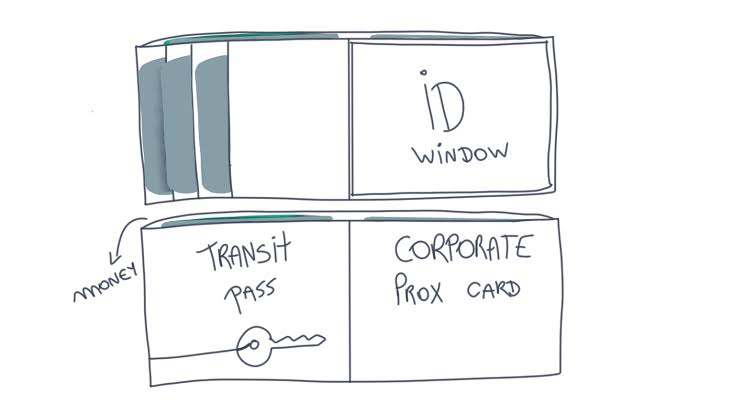 iD
WiNDOW
TRANSiT
PASS
CORPORATE
PROX CARD
MONEY